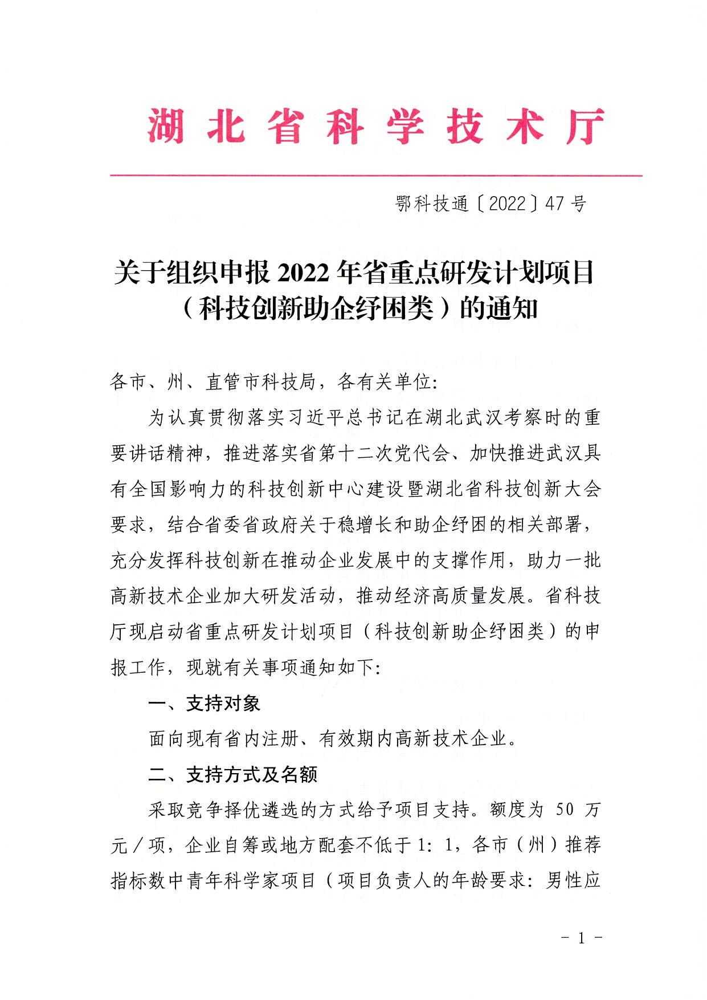 湖北省科学技术厅
鄂科技通〔2022〕47 号
关于组织申报 2022 年省重点研发计划项目
（科技创新助企纾困类）的通知
各市、州、直管市科技局，各有关单位：
为认真贯彻落实习近平总书记在湖北武汉考察时的重
要讲话精神，推进落实省第十二次党代会、加快推进武汉具
有全国影响力的科技创新中心建设暨湖北省科技创新大会
要求，结合省委省政府关于稳增长和助企纾困的相关部署，
充分发挥科技创新在推动企业发展中的支撑作用，助力一批
高新技术企业加大研发活动，推动经济高质量发展。省科技
厅现启动省重点研发计划项目（科技创新助企纾困类）的申
报工作，现就有关事项通知如下：
一、支持对象
面向现有省内注册、有效期内高新技术企业。
二、支持方式及名额
采取竞争择优遴选的方式给予项目支持。额度为 50 万
元／项，企业自筹或地方配套不低于 1：1，各市（州）推荐
指标数中青年科学家项目（项目负责人的年龄要求：男性应
- 1 -